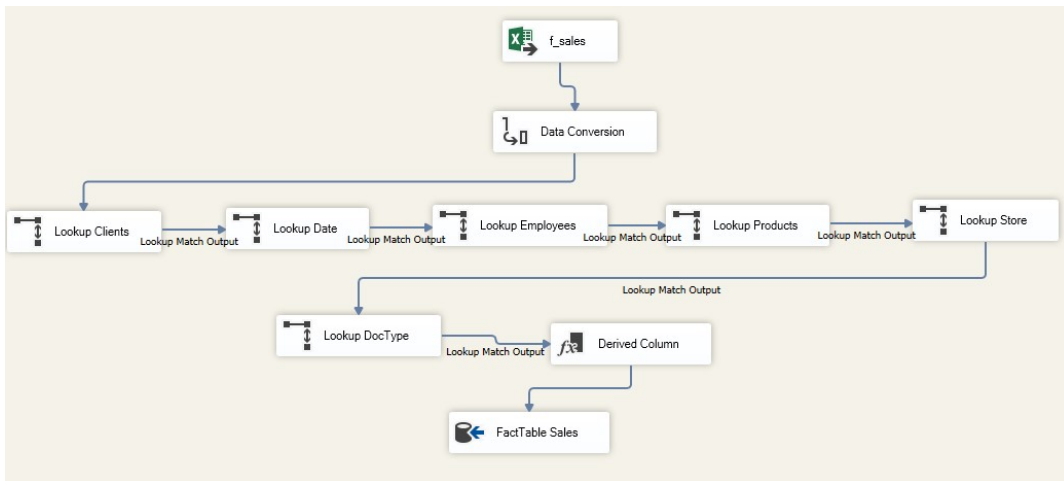 f_sales
Data Conversion
Lookup Clients
Lookup Match Output
Lookup Date
Lookup Match Output
Lookup Employees
Lookup Match Output
Lookup Products
Lookup Match Output
Lookup Store
Lookup Match Output
Lookup DocType
Lookup Match Output
Derived Column
FactTable Sales